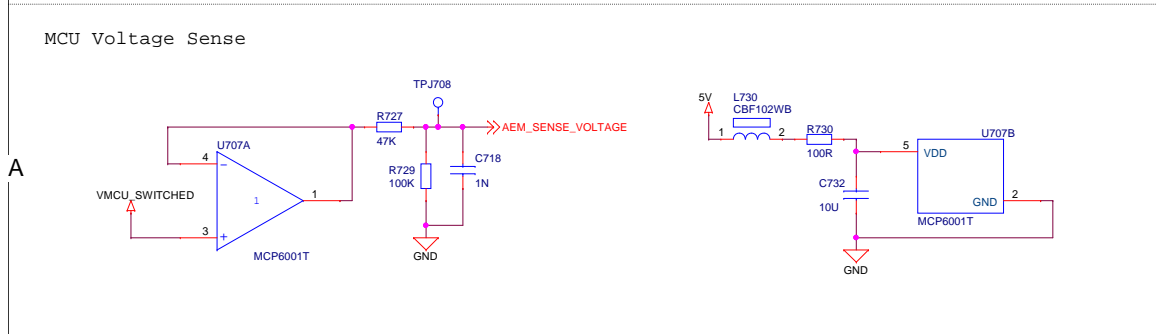 MCU Voltage Sense
TPJ708
R727
47K
AEM_SENSE_VOLTAGE
U707A
4
−
1
1
VMCU_SWITCHED
3
+
MCP6001T
R729
100K
C718
1N
GND
5V
L730
CBF102WB
1
2
R730
100R
U707B
5
VDD
C732
10U
2
GND
MCP6001T
GND
A